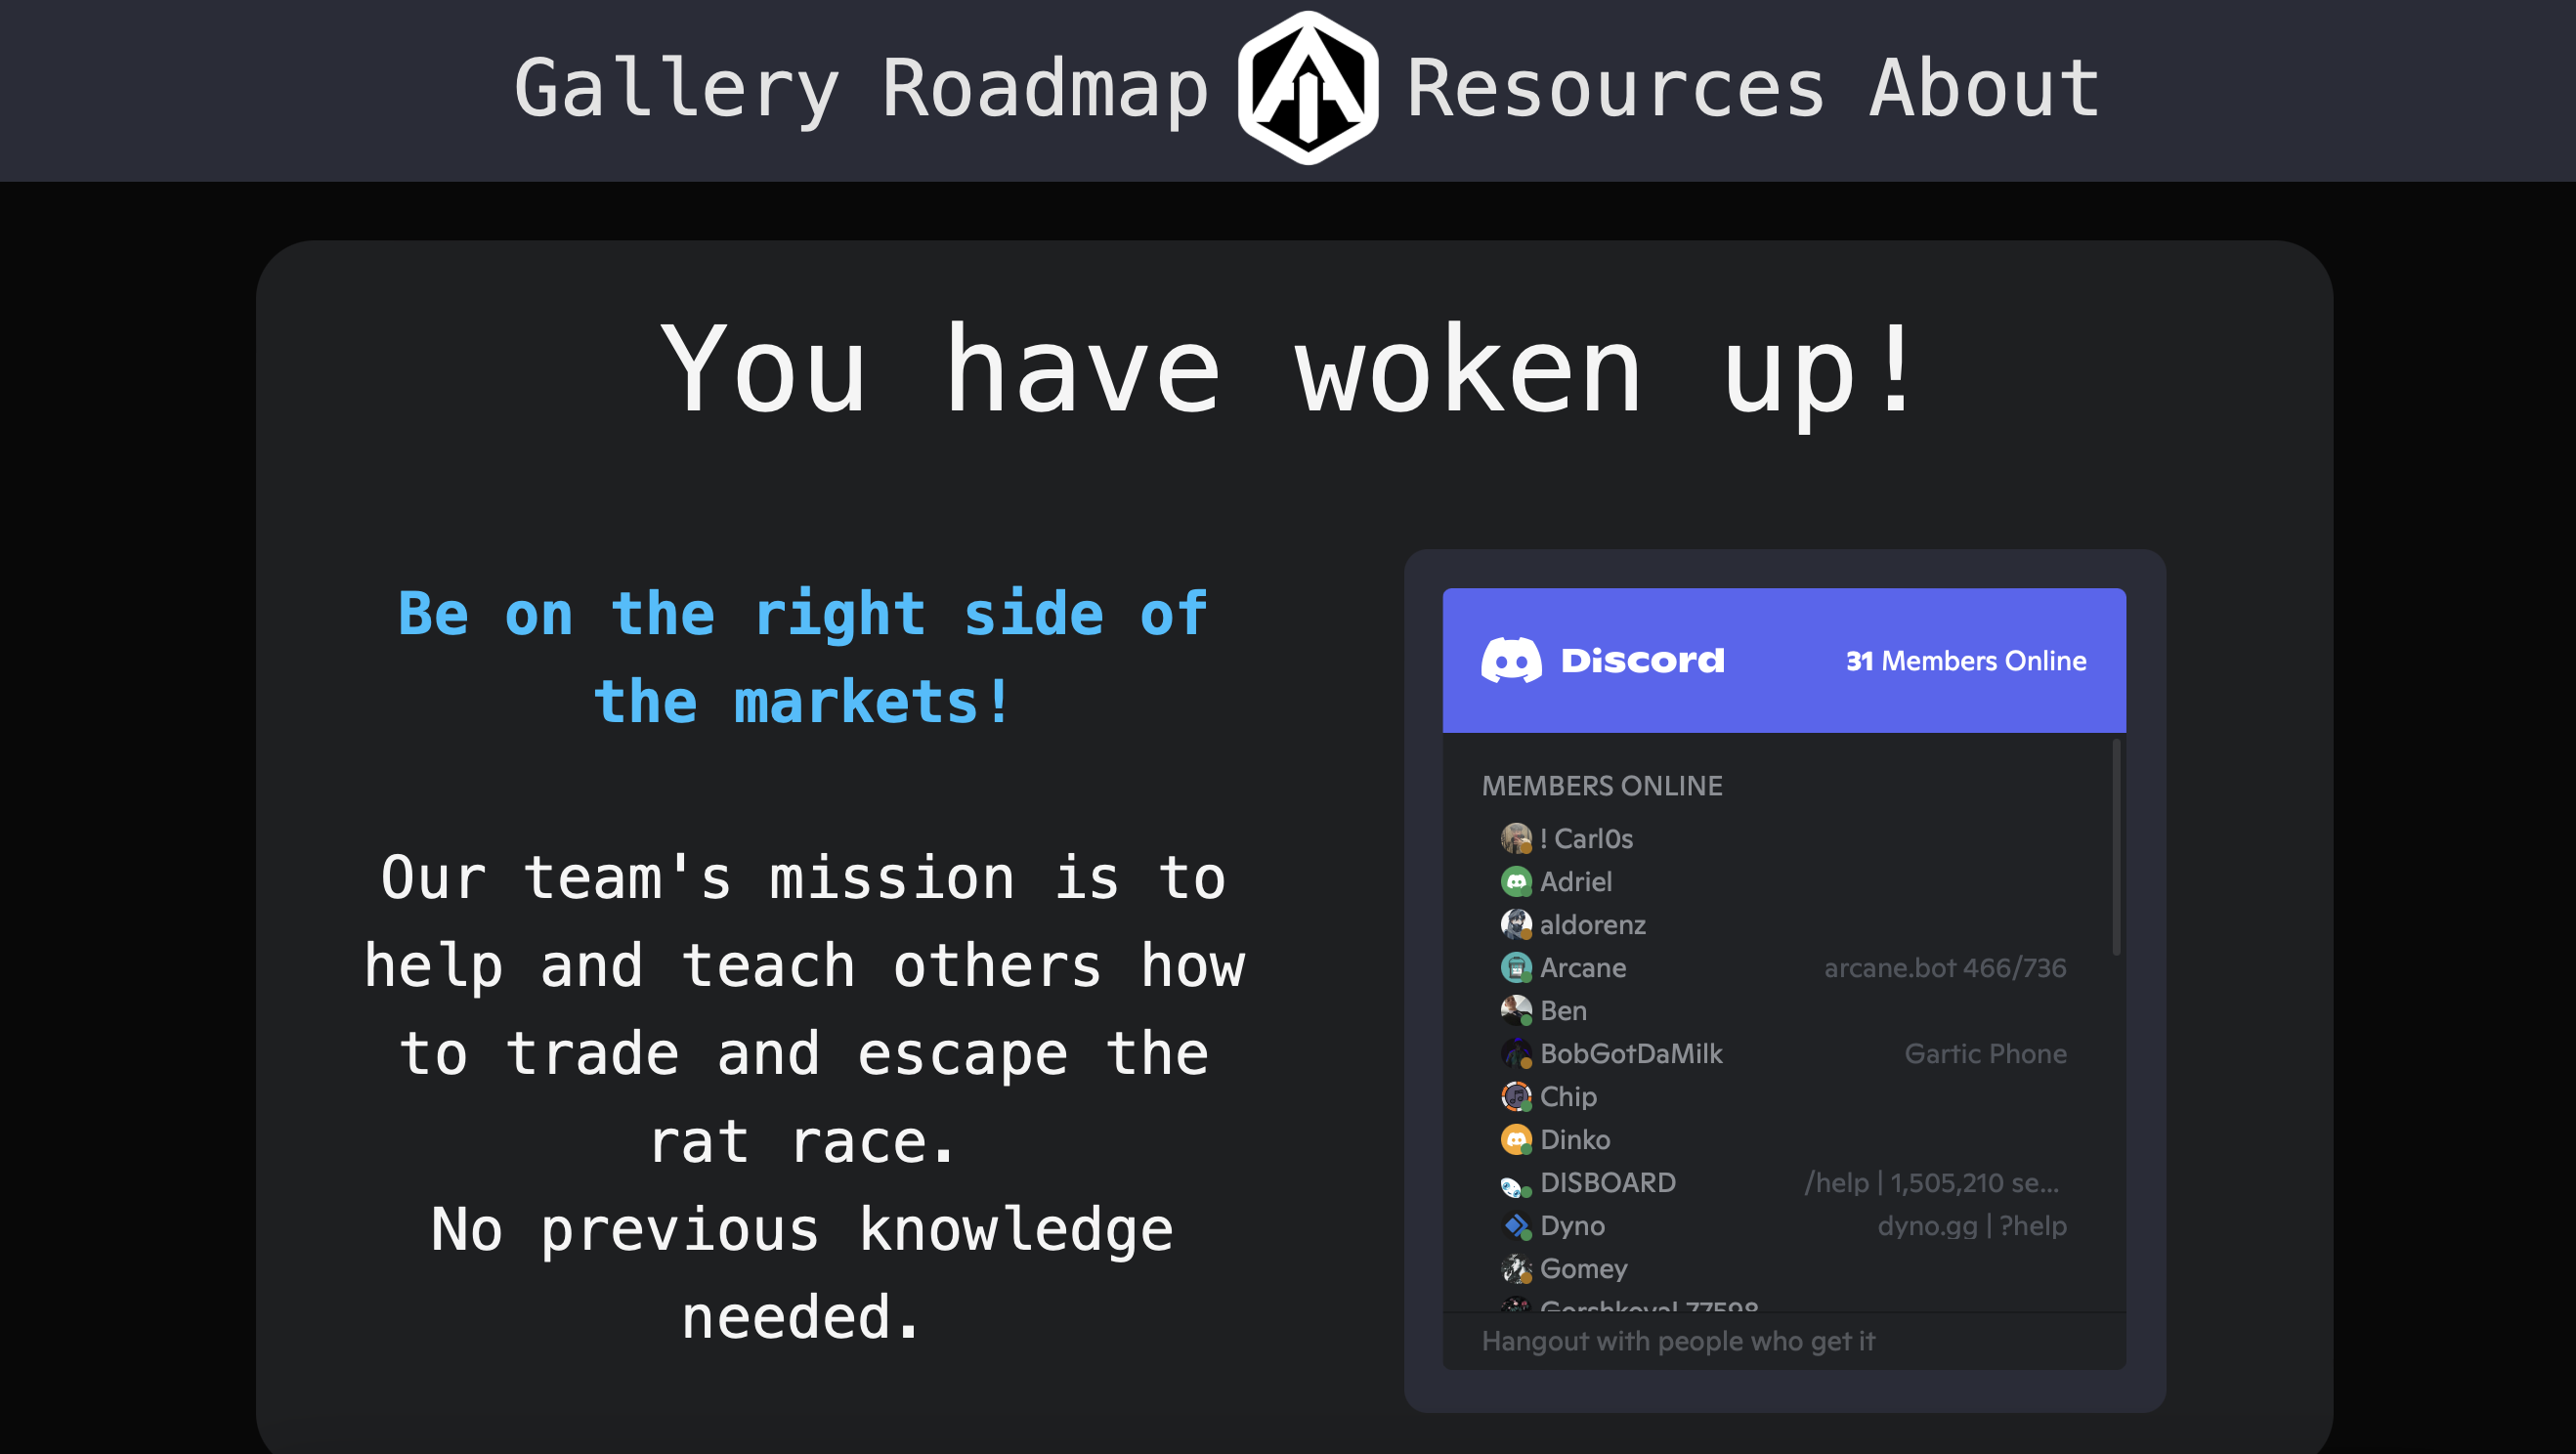 Gallery Roadmap Resources About
You have woken up!
Be on the right side of
the markets!
Our team's mission is to
help and teach others how
to trade and escape the
rat race.
No previous knowledge
needed.
Discord 31 Members Online
MEMBERS ONLINE
! Carl0s
Adriel
aldorenz
Arcane arcane.bot 466/736
Ben
BobGotDaMilk Gartic Phone
Chip
Dinko
DISBOARD /help | 1,505,210 se...
Dyno dyno.gg | ?help
Gomey
Hangout with people who get it